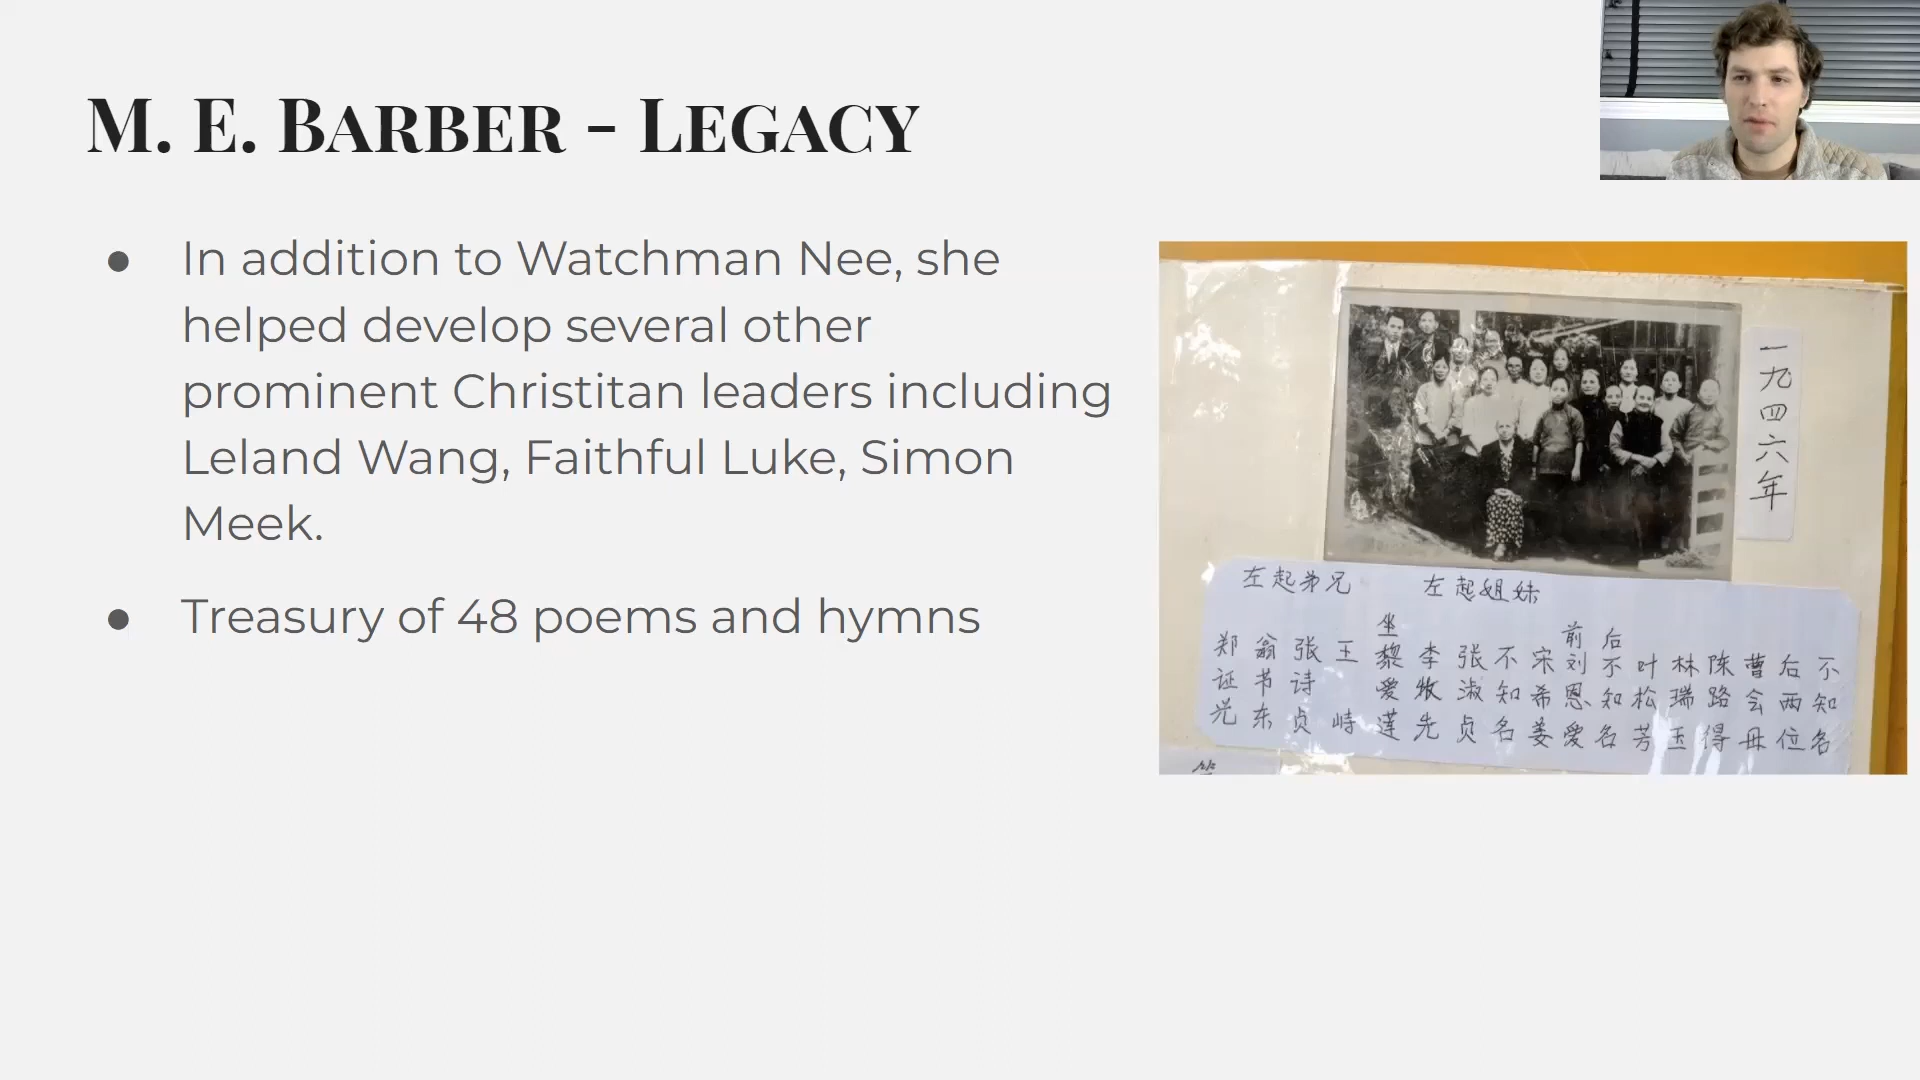 M. E. BARBER - LEGACY
In addition to Watchman Nee, she
helped develop several other
prominent Christitan leaders including
Leland Wang, Faithful Luke, Simon
Meek.
Treasury of 48 poems and hymns
一九四六年
左起弟兄 左起姐妹
郑证光
翁书东
张诗贞
王峙
坐黎爱莲
李牧先
张淑贞
不知名
宋希姜
前刘恩爱
后不知名
叶松芳
林瑞玉
陈路得
曹会毋
后两位
不知名